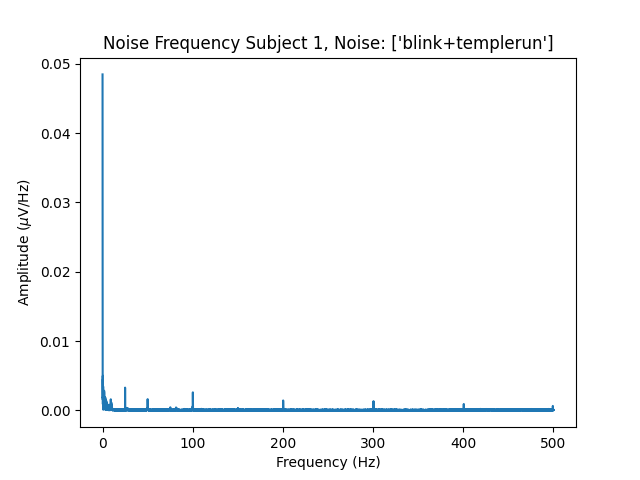 Noise Frequency Subject 1, Noise: ['blink+templerun']
0.05
0.04
0.03
0.02
0.01
0.00
Amplitude (μV/Hz)
0 100 200 300 400 500
Frequency (Hz)